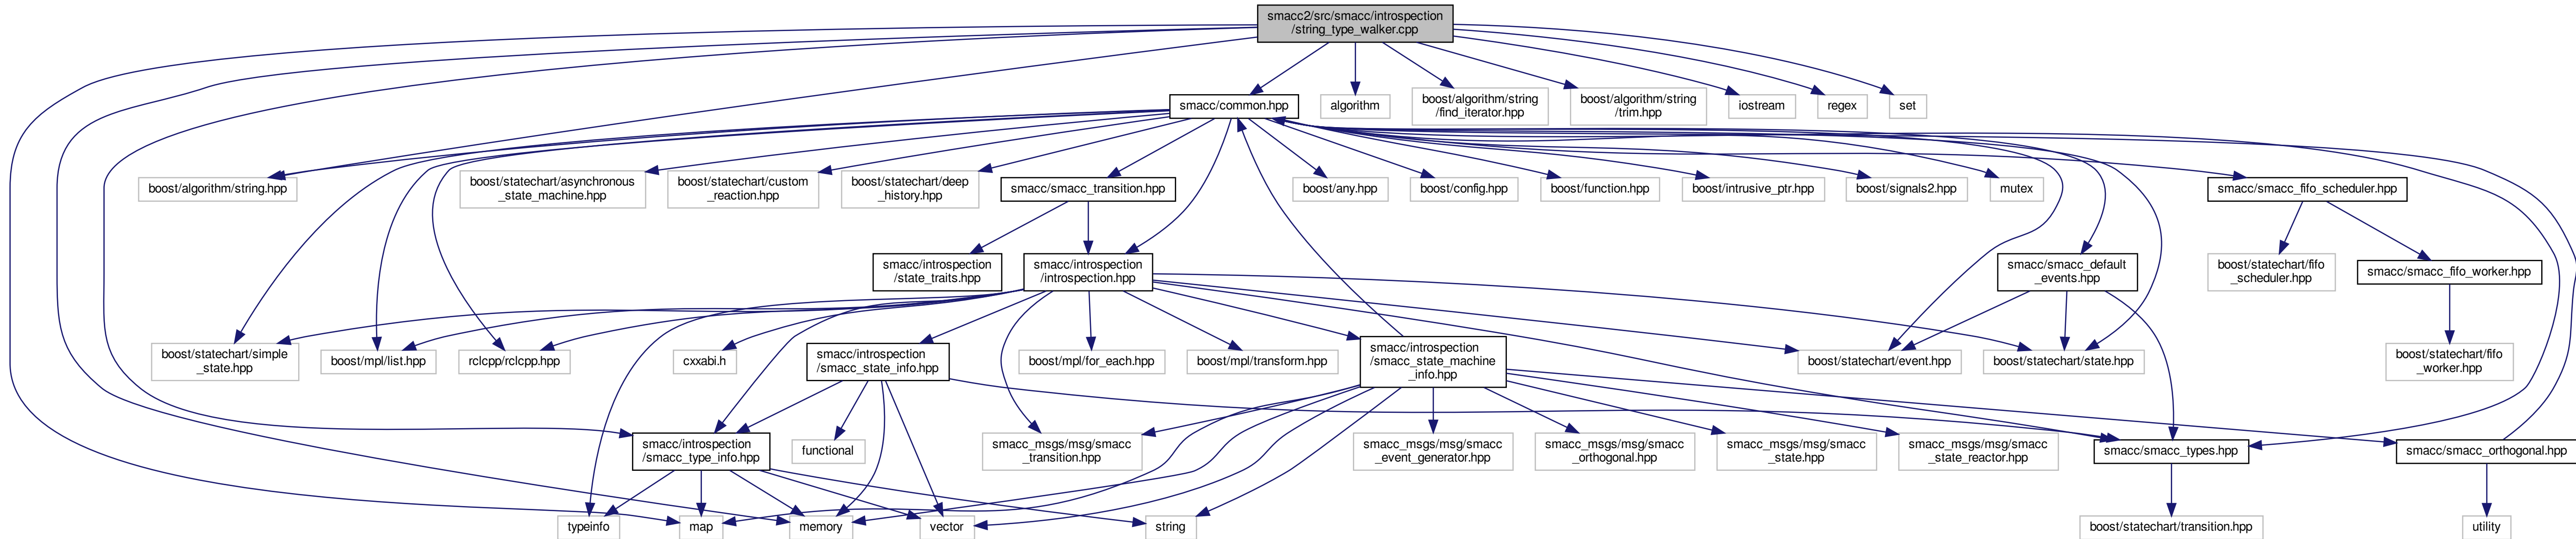 smacc2/src/smacc/introspection
/string_type_walker.cpp
smacc/common.hpp
algorithm
boost/algorithm/string
/find_iterator.hpp
boost/algorithm/string
/trim.hpp
iostream
regex
set
boost/algorithm/string.hpp
boost/statechart/asynchronous
_state_machine.hpp
boost/statechart/custom
_reaction.hpp
boost/statechart/deep
_history.hpp
smacc/smacc_transition.hpp
boost/any.hpp
boost/config.hpp
boost/function.hpp
boost/intrusive_ptr.hpp
boost/signals2.hpp
mutex
smacc/smacc_fifo_scheduler.hpp
smacc/introspection
/state_traits.hpp
smacc/introspection
/introspection.hpp
smacc/smacc_default
_events.hpp
boost/statechart/fifo
_scheduler.hpp
smacc/smacc_fifo_worker.hpp
boost/statechart/simple
_state.hpp
boost/mpl/list.hpp
rclcpp/rclcpp.hpp
cxxabi.h
smacc/introspection
/smacc_state_info.hpp
boost/mpl/for_each.hpp
boost/mpl/transform.hpp
smacc/introspection
/smacc_state_machine
_info.hpp
boost/statechart/event.hpp
boost/statechart/state.hpp
boost/statechart/fifo
_worker.hpp
smacc/introspection
/smacc_type_info.hpp
functional
smacc_msgs/msg/smacc
_transition.hpp
smacc_msgs/msg/smacc
_event_generator.hpp
smacc_msgs/msg/smacc
_orthogonal.hpp
smacc_msgs/msg/smacc
_state.hpp
smacc_msgs/msg/smacc
_state_reactor.hpp
smacc/smacc_types.hpp
smacc/smacc_orthogonal.hpp
typeinfo
map
memory
vector
string
boost/statechart/transition.hpp
utility